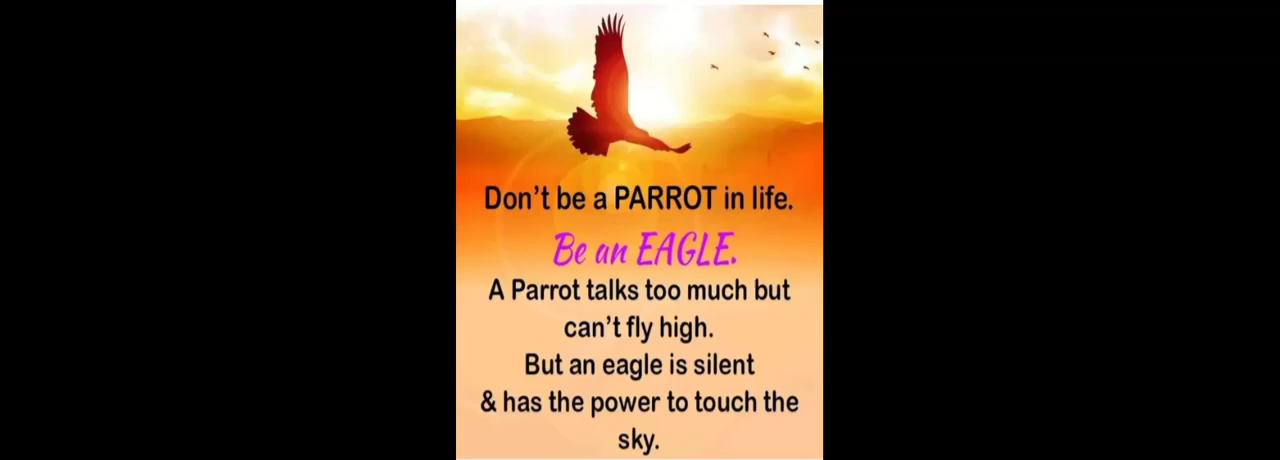 Don't be a PARROT in life.
Be an EAGLE.
A Parrot talks too much but
can't fly high.
But an eagle is silent
& has the power to touch the
sky.